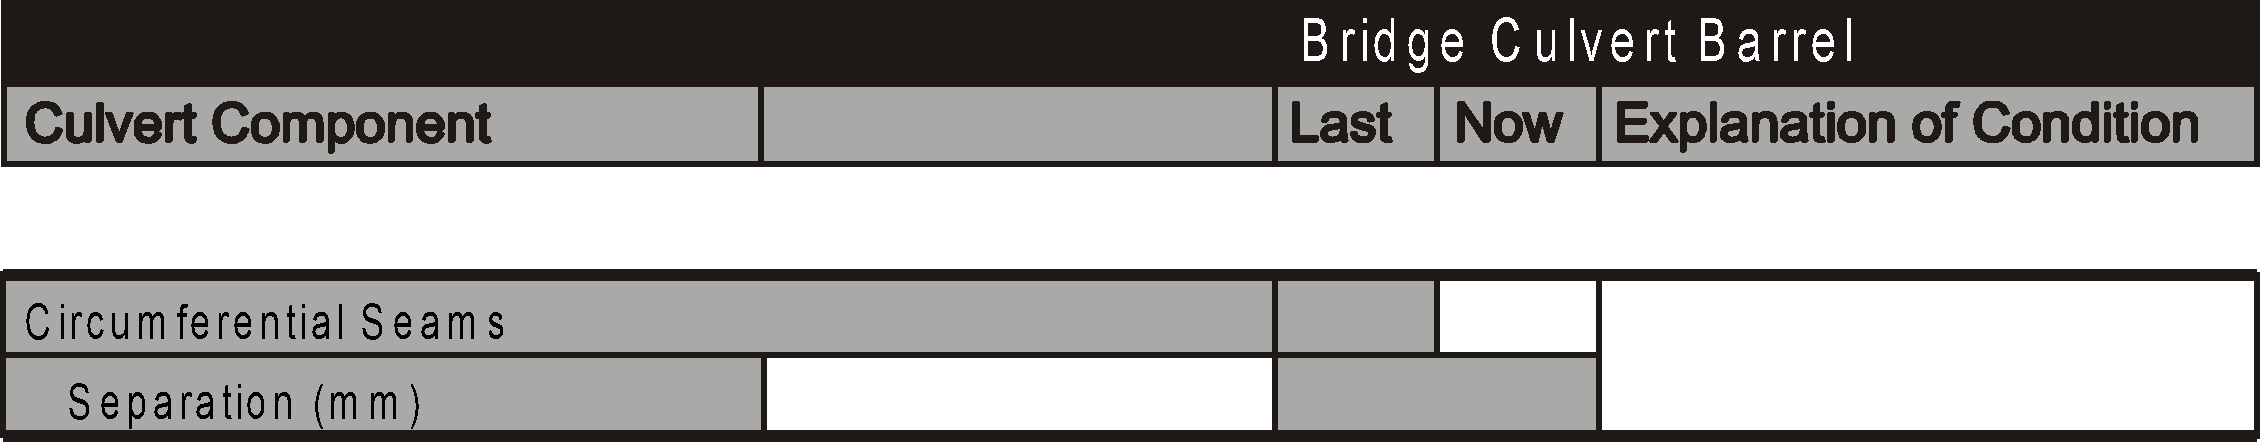 Bridge Culvert Barrel
Culvert Component Last Now Explanation of Condition
Circumferential Seams
Separation (mm)